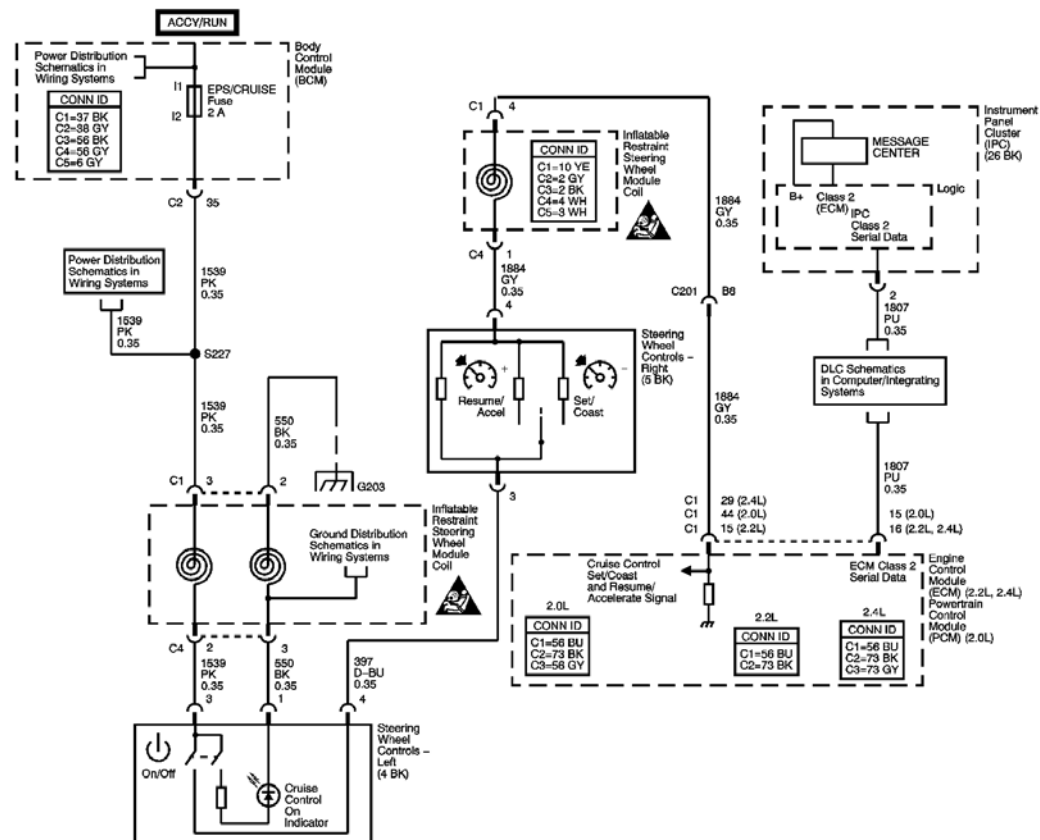 ACCY/RUN
Power Distribution
Schematics in
Wiring Systems
CONN ID
C1=37 BK
C2=38 GY
C3=56 BK
C4=56 GY
C5=6 GY
I1
I2
EPS/CRUISE
Fuse
2 A
Body
Control
Module
(BCM)
C2
35
Power Distribution
Schematics in
Wiring Systems
1539
PK
0.35
1539
PK
0.35
S227
1539
PK
0.35
550
BK
0.35
G203
C1
3
2
Ground Distribution
Schematics in
Wiring Systems
Inflatable
Restraint
Steering
Wheel
Module
Coil
C4
2
3
1539
PK
0.35
550
BK
0.35
397
D-BU
0.35
3
1
4
On/Off
Cruise
Control
On
Indicator
Steering
Wheel
Controls –
Left
(4 BK)
C1
4
CONN ID
C1=10 YE
C2=2 GY
C3=2 BK
C4=4 WH
C5=3 WH
Inflatable
Restraint
Steering
Wheel
Module
Coil
C4
1
1884
GY
0.35
4
Resume/
Accel
+
Set/
Coast
–
Steering
Wheel
Controls –
Right
(5 BK)
3
1884
GY
0.35
C201
B8
1884
GY
0.35
C1 29 (2.4L)
C1 44 (2.0L)
C1 15 (2.2L)
MESSAGE
CENTER
Instrument
Panel
Cluster
(IPC)
(26 BK)
Logic
B+
Class 2
(ECM)
IPC
Class 2
Serial Data
2
1807
PU
0.35
DLC Schematics
in Computer/Integrating
Systems
1807
PU
0.35
15 (2.0L)
16 (2.2L, 2.4L)
Cruise Control
Set/Coast
and Resume/
Accelerate Signal
ECM Class 2
Serial Data
Engine
Control
Module
(ECM) (2.2L, 2.4L)
Powertrain
Control
Module
(PCM) (2.0L)
2.0L
CONN ID
C1=56 BU
C2=73 BK
C3=56 GY
2.2L
CONN ID
C1=56 BU
C2=73 BK
2.4L
CONN ID
C1=56 BU
C2=73 BK
C3=73 GY